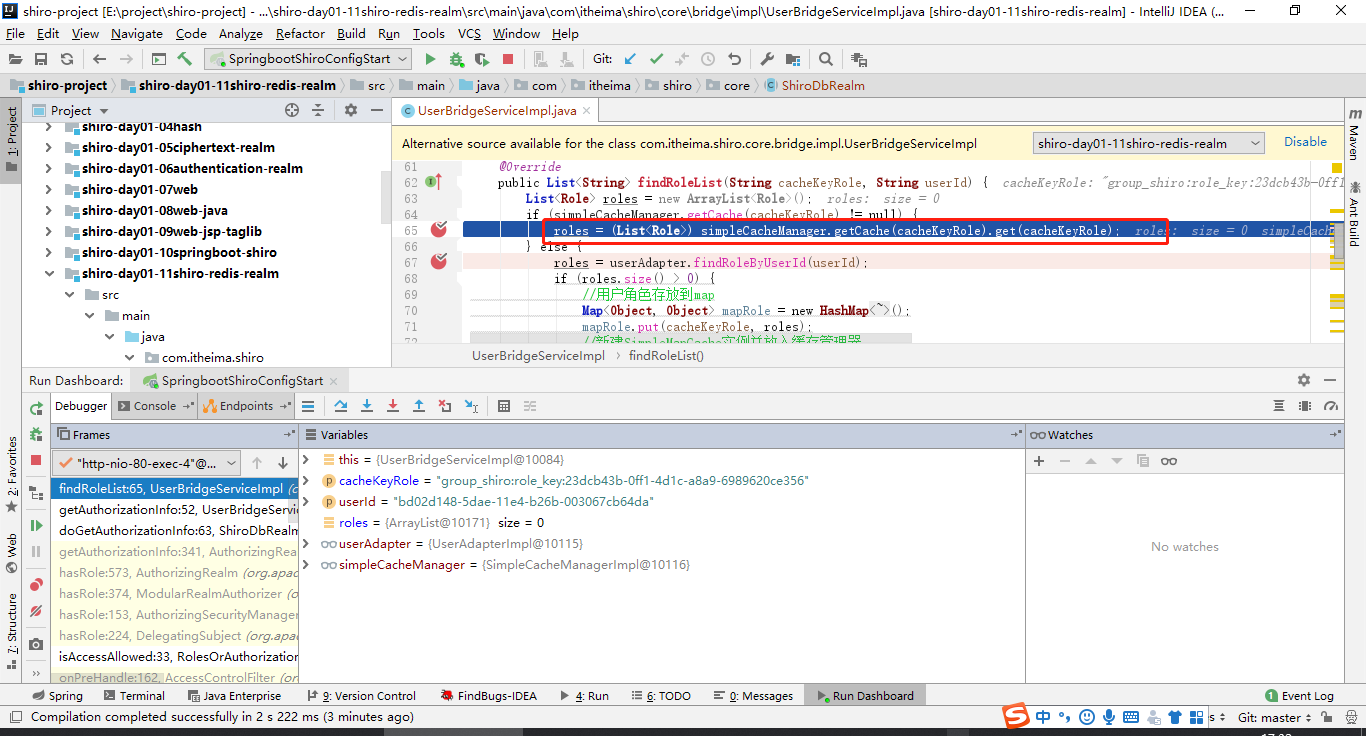 shiro-project [E:\project\shiro-project] - ...\shiro-day01-11shiro-redis-realm\src\main\java\com\itheima\shiro\core\bridge\impl\UserBridgeServiceImpl.java [shiro-day01-11shiro-redis-realm] - IntelliJ IDEA (...
File Edit View Navigate Code Analyze Refactor Build Run Tools VCS Window Help
SpringbootShiroConfigStart Git:
shiro-project shiro-day01-11shiro-redis-realm src main java com itheima shiro core ShiroDbRealm
1: Project
Project
shiro-day01-04hash
shiro-day01-05ciphertext-realm
shiro-day01-06authentication-realm
shiro-day01-07web
shiro-day01-08web-java
shiro-day01-09web-jsp-taglib
shiro-day01-10springboot-shiro
shiro-day01-11shiro-redis-realm
src
main
java
com.itheima.shiro
UserBridgeServiceImpl.java
Alternative source available for the class com.itheima.shiro.core.bridge.impl.UserBridgeServiceImpl shiro-day01-11shiro-redis-realm Disable
61 @Override
62 public List<String> findRoleList(String cacheKeyRole, String userId) { cacheKeyRole: "group_shiro:role_key:23dcb43b-0ff1
63 List<Role> roles = new ArrayList<Role>(); roles: size = 0
64 if (simpleCacheManager.getCache(cacheKeyRole) != null) {
65 roles = (List<Role>) simpleCacheManager.getCache(cacheKeyRole).get(cacheKeyRole); roles: size = 0 simpleCach
66 } else {
67 roles = userAdapter.findRoleByUserId(userId);
68 if (roles.size() > 0) {
69 //用户角色存放到map
70 Map<Object, Object> mapRole = new HashMap<~>();
71 mapRole.put(cacheKeyRole, roles);
72 //新建SimpleMapCache实例并放入缓存管理器
UserBridgeServiceImpl › findRoleList()
Maven
Ant Build
Run Dashboard: SpringbootShiroConfigStart
Debugger Console Endpoints
Frames
"http-nio-80-exec-4"@...
findRoleList:65, UserBridgeServiceImpl (c
getAuthorizationInfo:52, UserBridgeServi
doGetAuthorizationInfo:63, ShiroDbRealm
getAuthorizationInfo:341, AuthorizingRea
hasRole:573, AuthorizingRealm (org.apac
hasRole:374, ModularRealmAuthorizer (or
hasRole:153, AuthorizingSecurityManager
hasRole:224, DelegatingSubject (org.apac
isAccessAllowed:33, RolesOrAuthorization
onPreHandle:162, AccessControlFilter (or
Variables
this = {UserBridgeServiceImpl@10084}
cacheKeyRole = "group_shiro:role_key:23dcb43b-0ff1-4d1c-a8a9-6989620ce356"
userId = "bd02d148-5dae-11e4-b26b-003067cb64da"
roles = {ArrayList@10171} size = 0
userAdapter = {UserAdapterImpl@10115}
simpleCacheManager = {SimpleCacheManagerImpl@10116}
Watches
No watches
2: Favorites
Web
Z: Structure
Spring Terminal Java Enterprise 9: Version Control FindBugs-IDEA 4: Run 6: TODO 0: Messages Run Dashboard 1 Event Log
Compilation completed successfully in 2 s 222 ms (3 minutes ago) 中 s Git: master